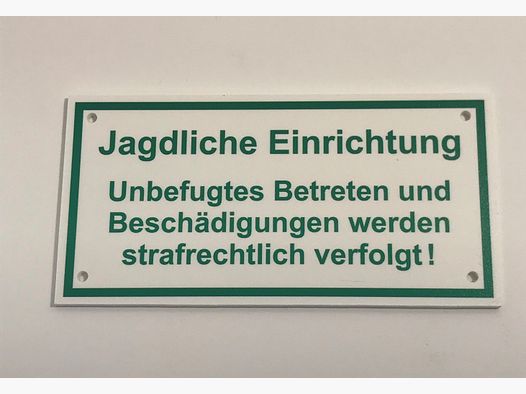 Jagdliche Einrichtung
Unbefugtes Betreten und
Beschädigungen werden
strafrechtlich verfolgt!